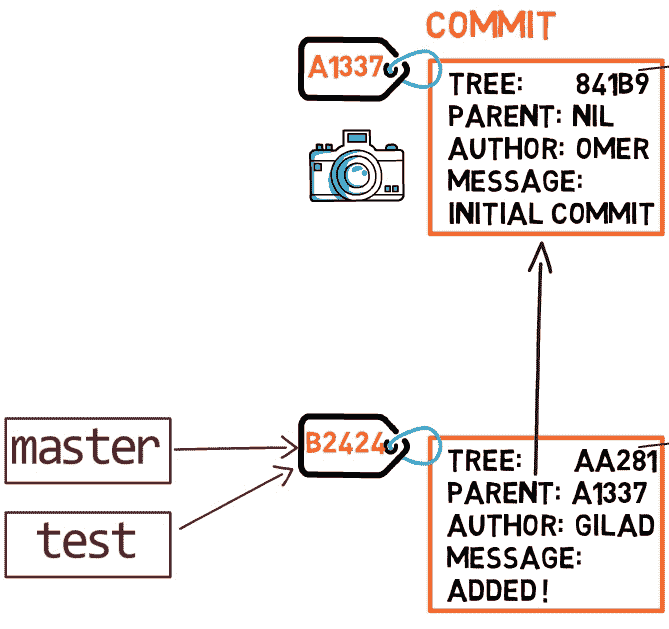 COMMIT
A1337
TREE: 841B9
PARENT: NIL
AUTHOR: OMER
MESSAGE:
INITIAL COMMIT
master
test
B2424
TREE: AA281
PARENT: A1337
AUTHOR: GILAD
MESSAGE:
ADDED!